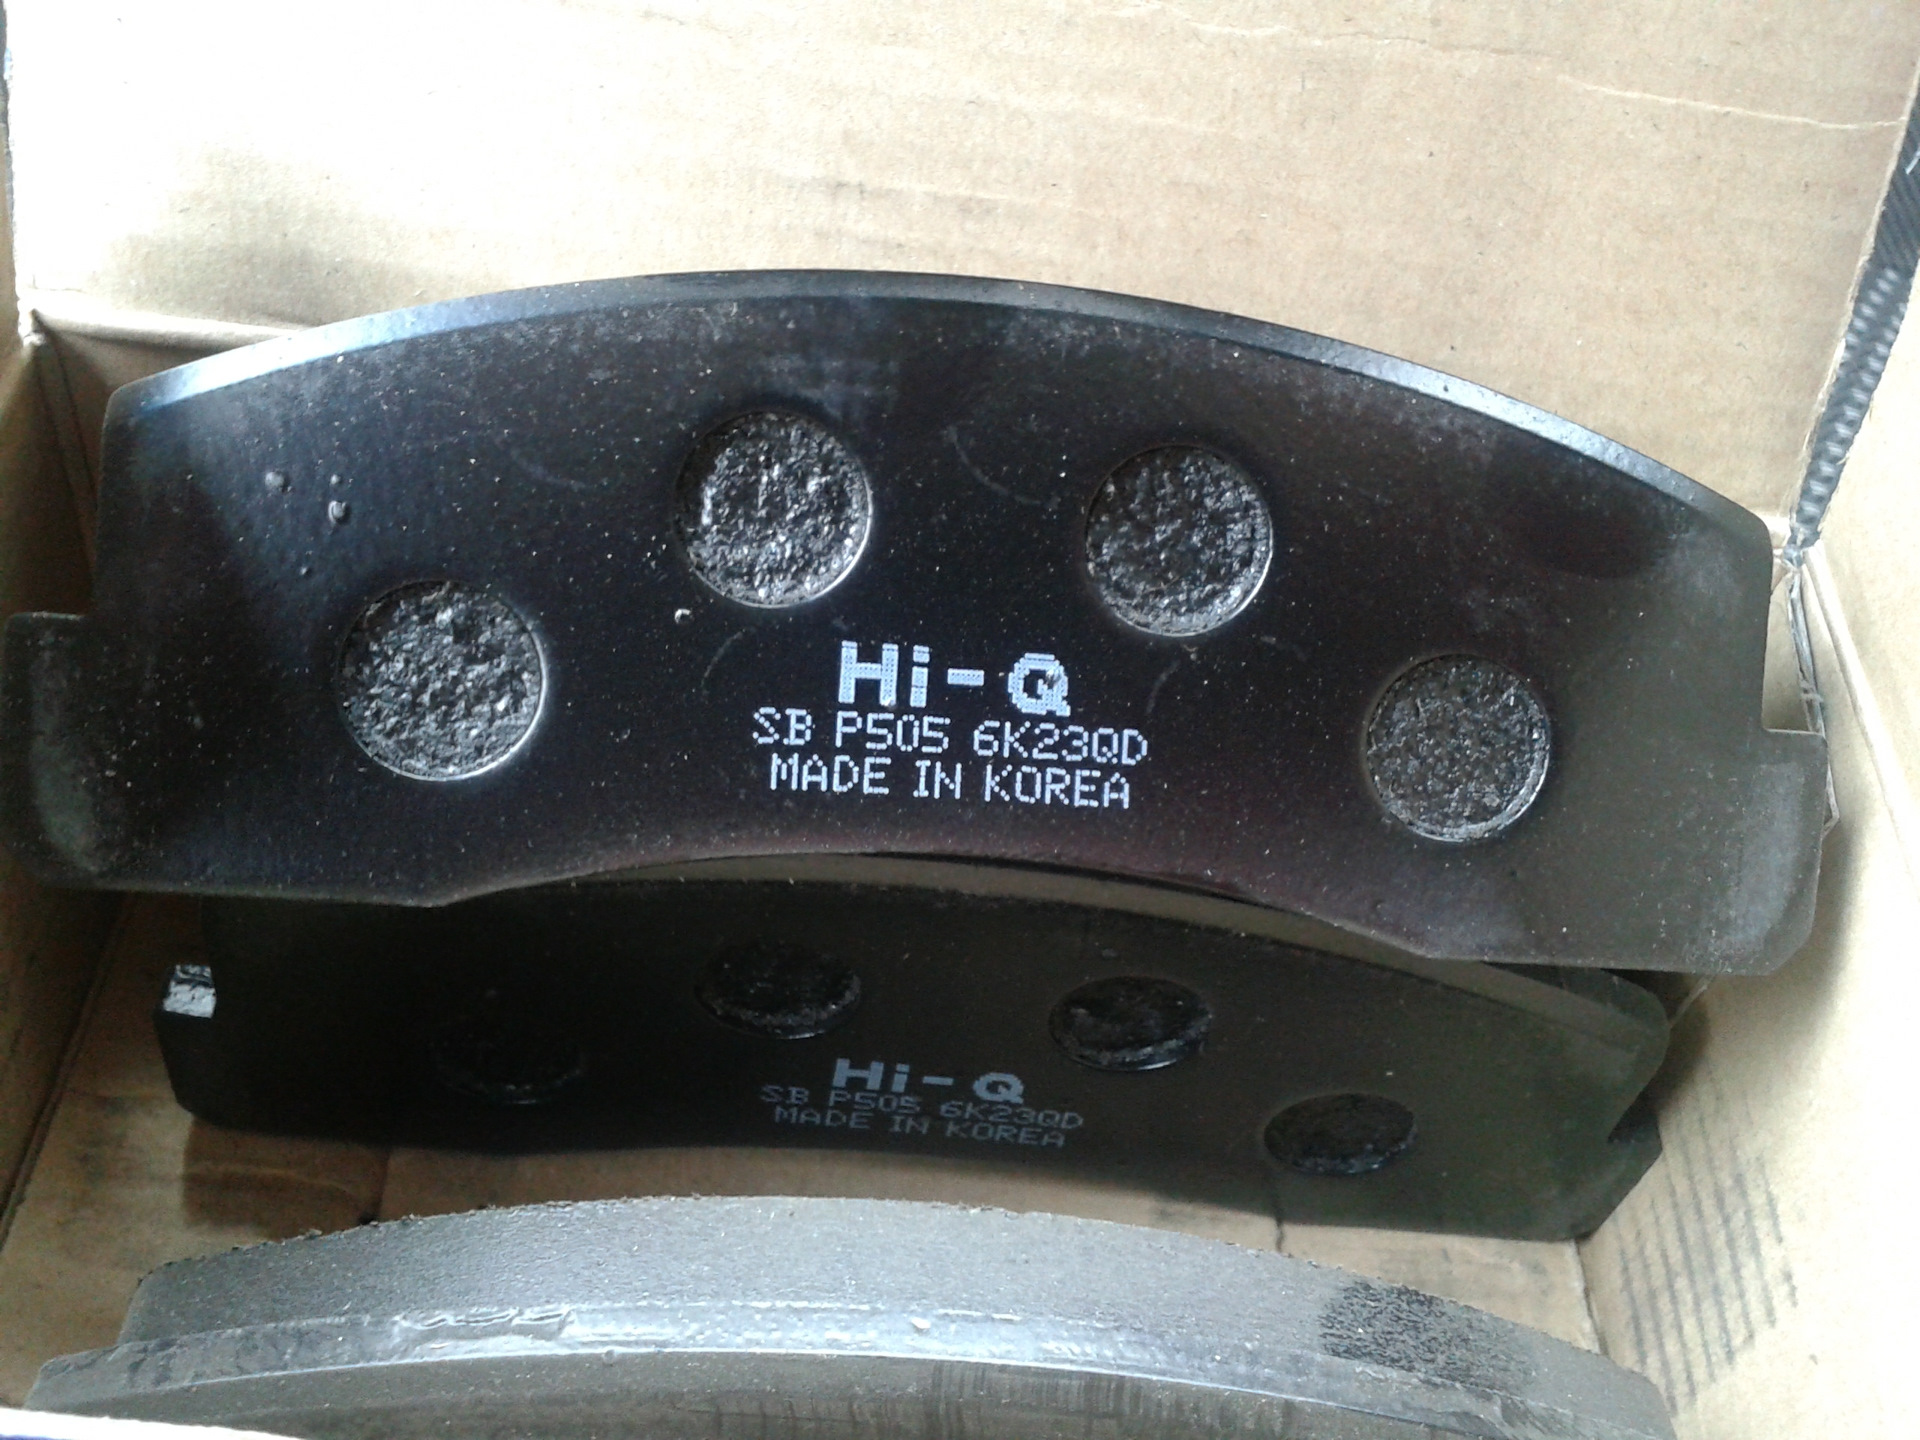 Hi-Q
SB P505 6K23QD
MADE IN KOREA
Hi-Q
SB P505 6K23QD
MADE IN KOREA